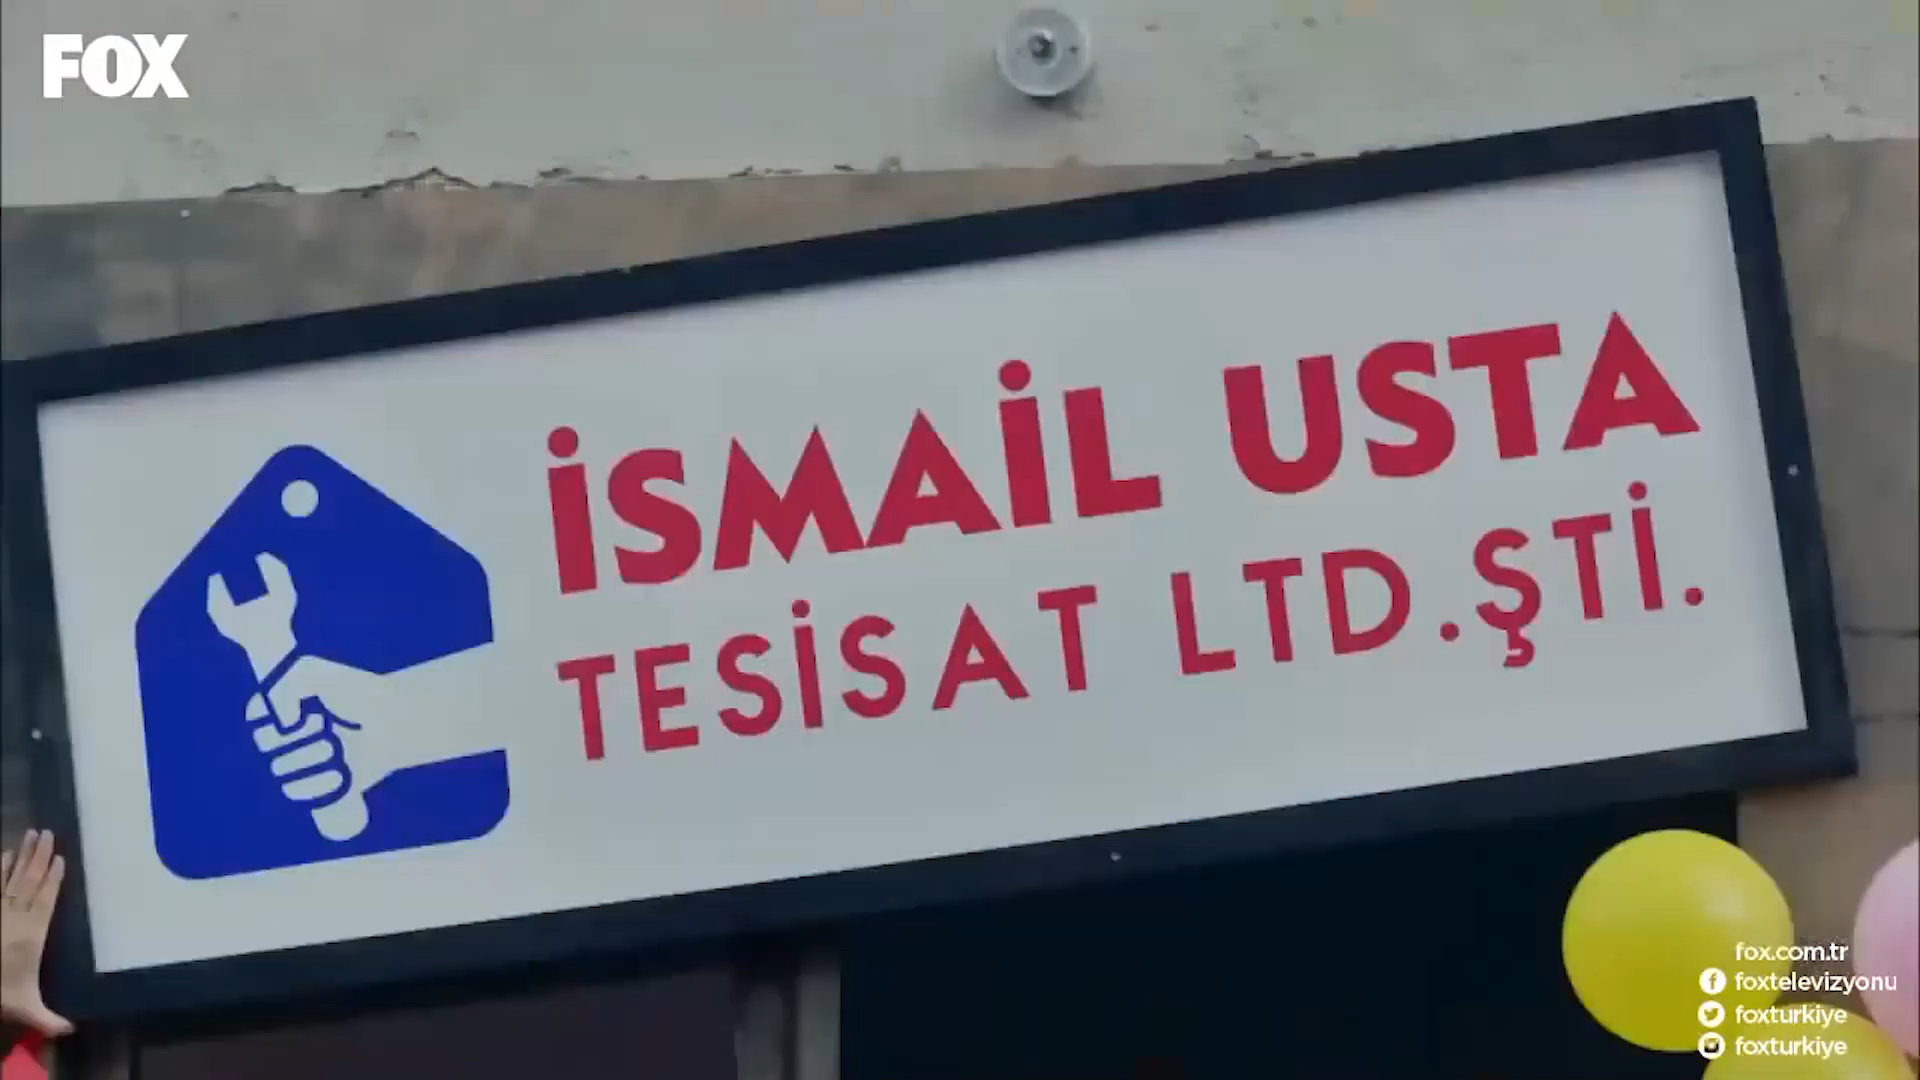 FOX
İSMAİL USTA
TESİSAT LTD.ŞTİ.
fox.com.tr
foxtelevizyonu
foxturkiye
foxturkiye